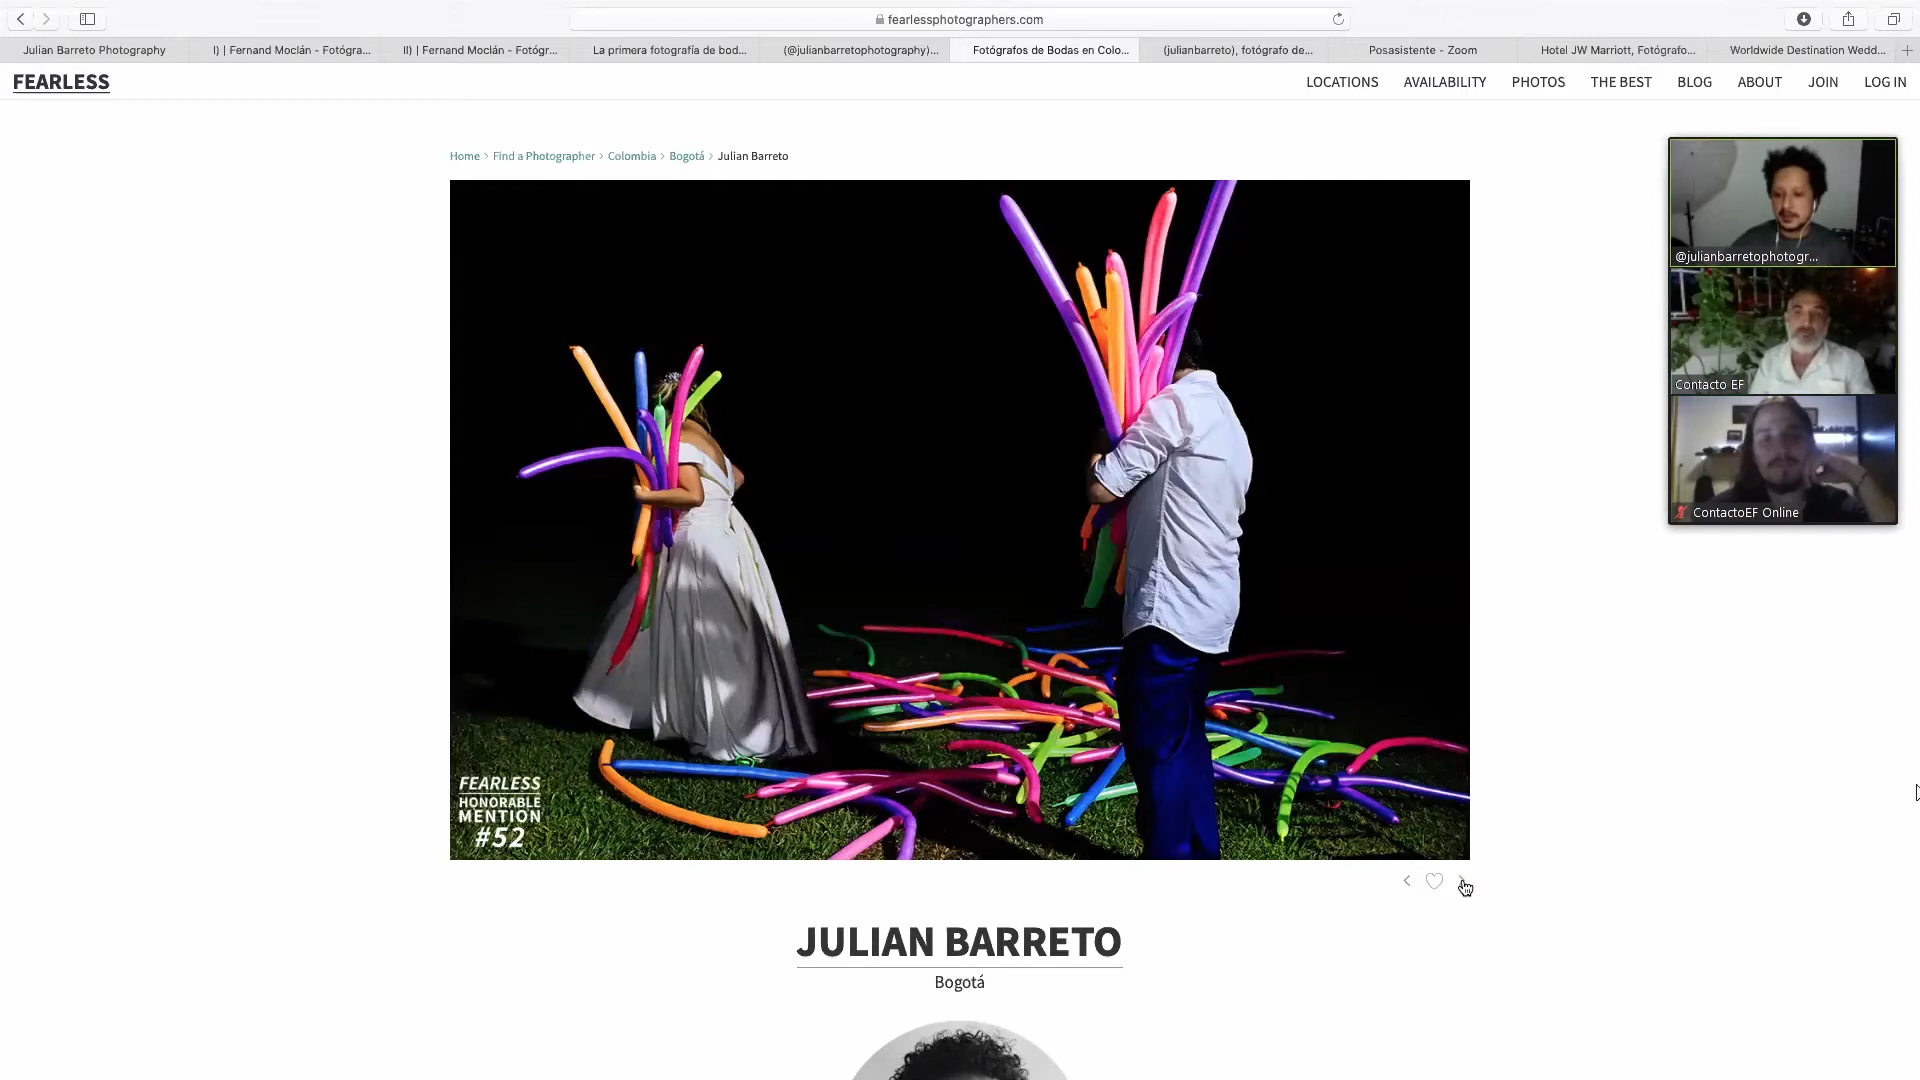 fearlessphotographers.com
Julian Barreto Photography
I) | Fernand Moclán - Fotógra...
II) | Fernand Moclán - Fotógr...
La primera fotografía de bod...
(@julianbarretophotography)...
Fotógrafos de Bodas en Colo...
(julianbarreto), fotógrafo de...
Posasistente - Zoom
Hotel JW Marriott, Fotógrafo...
Worldwide Destination Wedd...
FEARLESS
LOCATIONS
AVAILABILITY
PHOTOS
THE BEST
BLOG
ABOUT
JOIN
LOG IN
Home > Find a Photographer > Colombia > Bogotá > Julian Barreto
@julianbarretophotogr...
Contacto EF
ContactoEF Online
FEARLESS
HONORABLE
MENTION
#52
JULIAN BARRETO
Bogotá